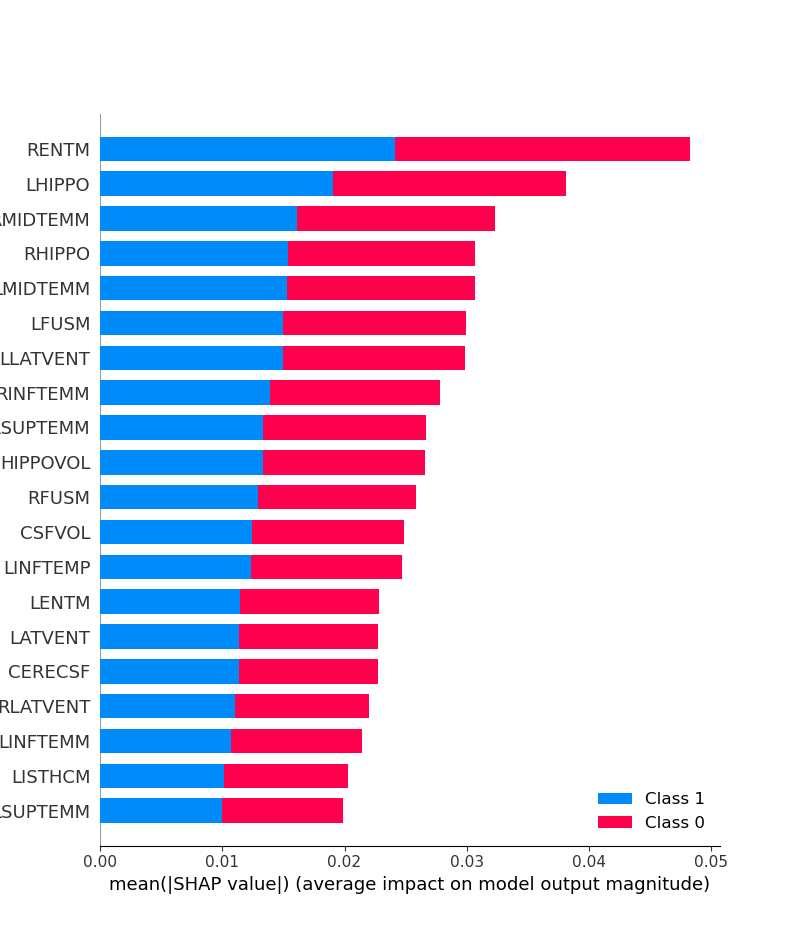 RENTM
LHIPPO
RMIDTEMM
RHIPPO
LMIDTEMM
LFUSM
LLATVENT
RINFTEMM
SUPTEMM
HIPPOVOL
RFUSM
CSFVOL
LINFTEMP
LENTM
LATVENT
CERECSF
RLATVENT
LINFTEMM
LISTHCM
LSUPTEMM
Class 1
Class 0
0.00 0.01 0.02 0.03 0.04 0.05
mean(|SHAP value|) (average impact on model output magnitude)